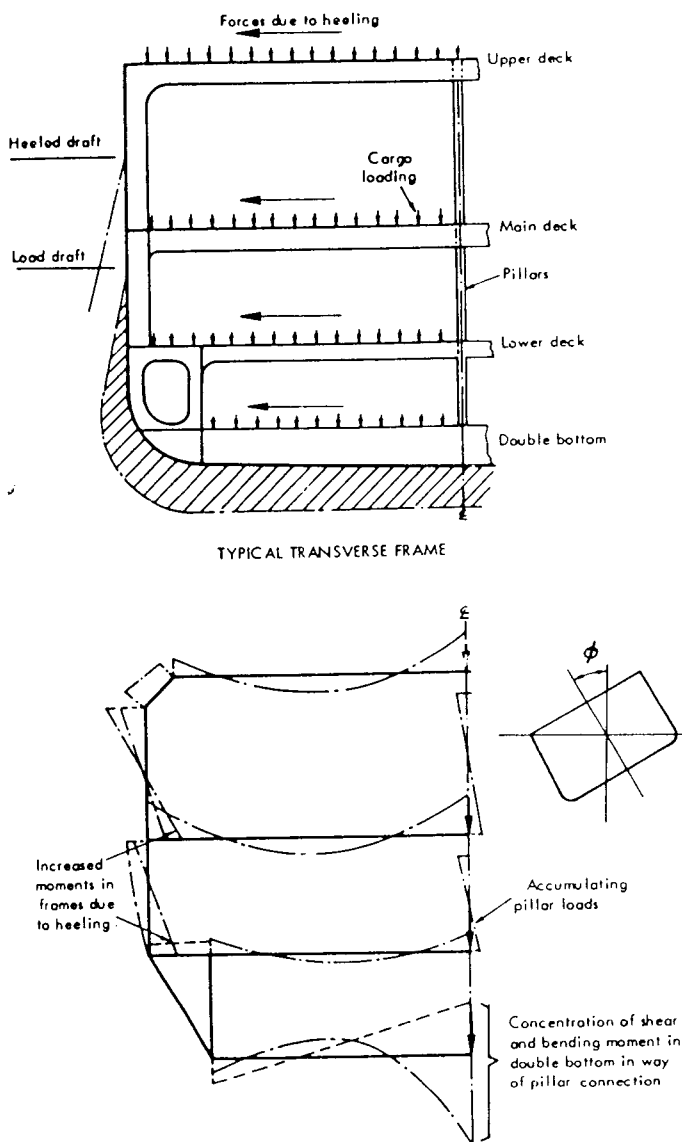 Forces due to heeling
Upper deck
Heeled draft
Cargo
loading
Main deck
Load draft
Pillars
Lower deck
Double bottom
℄
TYPICAL TRANSVERSE FRAME
℄
ϕ
Increased
moments in
frames due
to heeling
Accumulating
pillar loads
Concentration of shear
and bending moment in
double bottom in way
of pillar connection